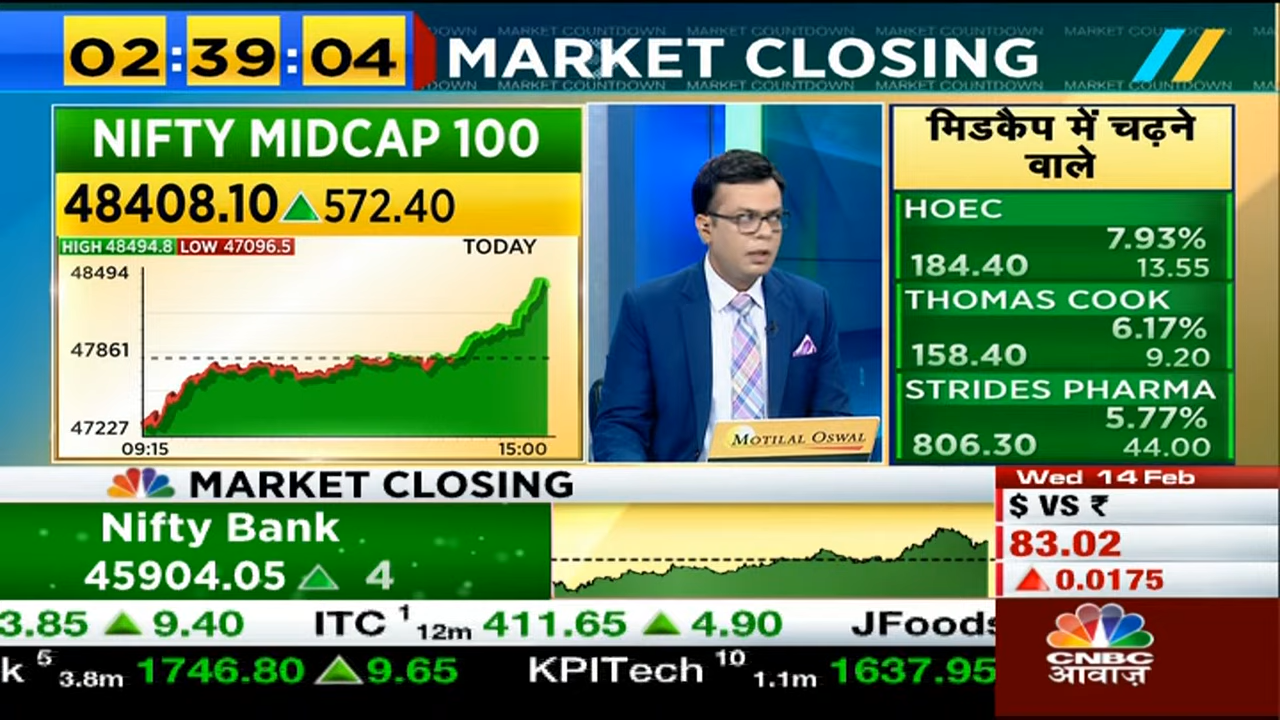 02:39:04
MARKET CLOSING
MARKET COUNTDOWN
NIFTY MIDCAP 100
48408.10 ▲ 572.40
HIGH 48494.8 LOW 47096.5 TODAY
48494
47861
47227
09:15 15:00
MOTILAL OSWAL
मिडकैप में चढ़ने
वाले
HOEC
7.93%
184.40 13.55
THOMAS COOK
6.17%
158.40 9.20
STRIDES PHARMA
5.77%
806.30 44.00
MARKET CLOSING
Nifty Bank
45904.05 ▲ 4
Wed 14 Feb
$ VS ₹
83.02
▲ 0.0175
3.85 ▲ 9.40 ITC 1 12m 411.65 ▲ 4.90 JFoods
k 5 3.8m 1746.80 ▲ 9.65 KPITech 10 1.1m 1637.95
CNBC
आवाज़